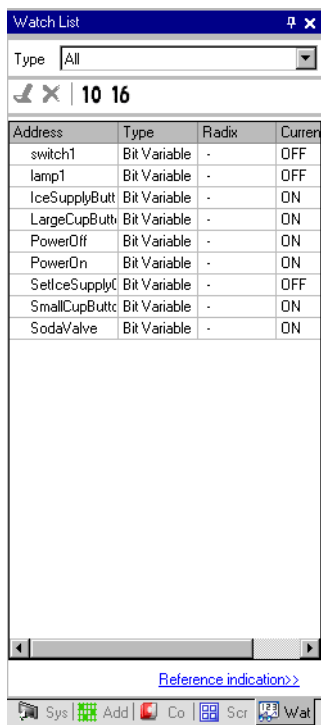 Watch List
Type All
10 16
Address Type Radix Curren
switch1 Bit Variable - OFF
lamp1 Bit Variable - OFF
IceSupplyButt Bit Variable - ON
LargeCupButt Bit Variable - ON
PowerOff Bit Variable - ON
PowerOn Bit Variable - ON
SetIceSupply Bit Variable - OFF
SmallCupButt Bit Variable - ON
SodaValve Bit Variable - ON
Reference indication>>
Sys Add Co Scr Wat